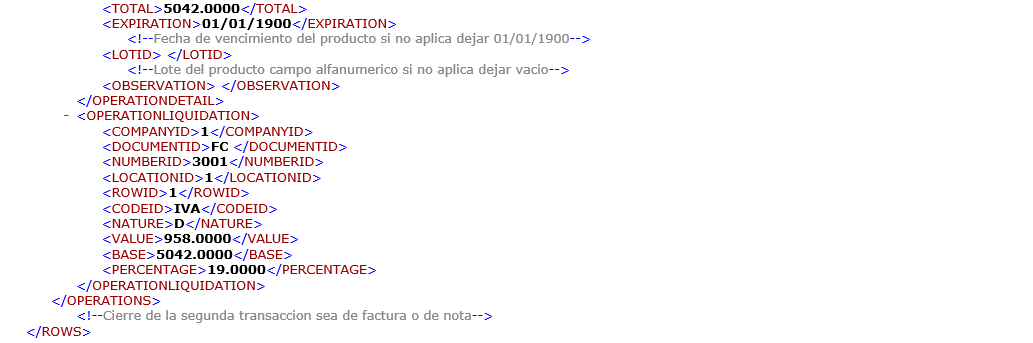 <TOTAL>5042.0000</TOTAL>
<EXPIRATION>01/01/1900</EXPIRATION>
<!--Fecha de vencimiento del producto si no aplica dejar 01/01/1900-->
<LOTID> </LOTID>
<!--Lote del producto campo alfanumerico si no aplica dejar vacio-->
<OBSERVATION> </OBSERVATION>
</OPERATIONDETAIL>
- <OPERATIONLIQUIDATION>
<COMPANYID>1</COMPANYID>
<DOCUMENTID>FC </DOCUMENTID>
<NUMBERID>3001</NUMBERID>
<LOCATIONID>1</LOCATIONID>
<ROWID>1</ROWID>
<CODEID>IVA</CODEID>
<NATURE>D</NATURE>
<VALUE>958.0000</VALUE>
<BASE>5042.0000</BASE>
<PERCENTAGE>19.0000</PERCENTAGE>
</OPERATIONLIQUIDATION>
</OPERATIONS>
<!--Cierre de la segunda transaccion sea de factura o de nota-->
</ROWS>